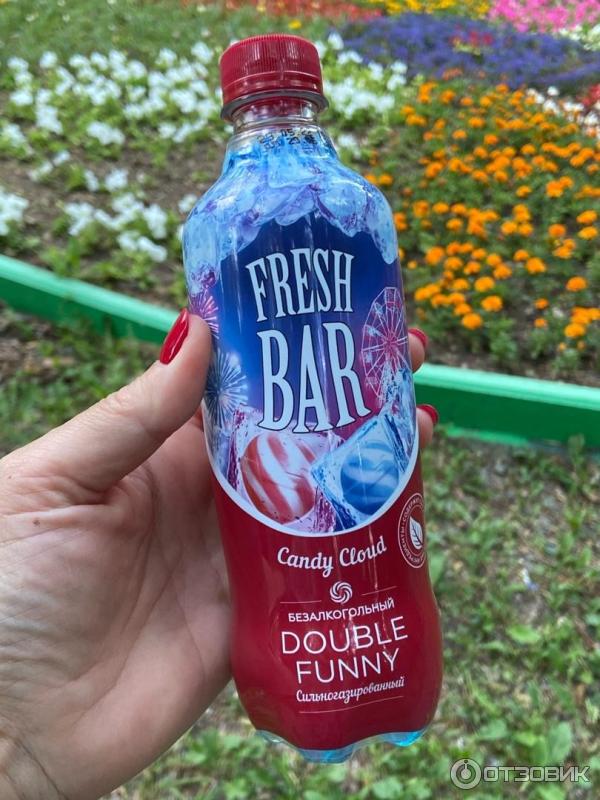 FRESH
BAR
Candy Cloud
БЕЗАЛКОГОЛЬНЫЙ
DOUBLE
FUNNY
Сильногазированный
ОТЗОВИК